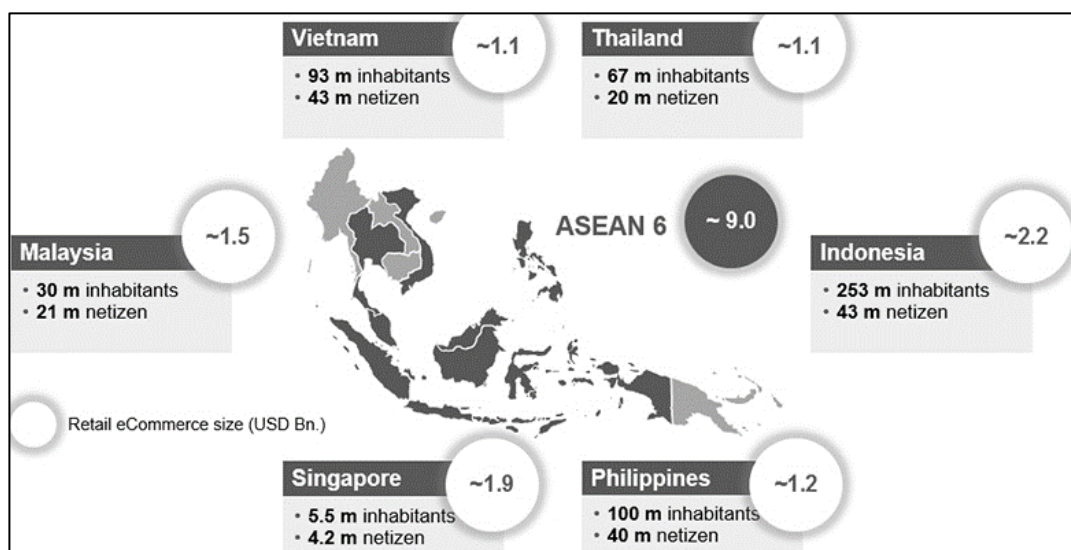 Vietnam
~1.1
• 93 m inhabitants
• 43 m netizen
Thailand
~1.1
• 67 m inhabitants
• 20 m netizen
Malaysia
~1.5
• 30 m inhabitants
• 21 m netizen
ASEAN 6
~ 9.0
Indonesia
~2.2
• 253 m inhabitants
• 43 m netizen
Retail eCommerce size (USD Bn.)
Singapore
~1.9
• 5.5 m inhabitants
• 4.2 m netizen
Philippines
~1.2
• 100 m inhabitants
• 40 m netizen